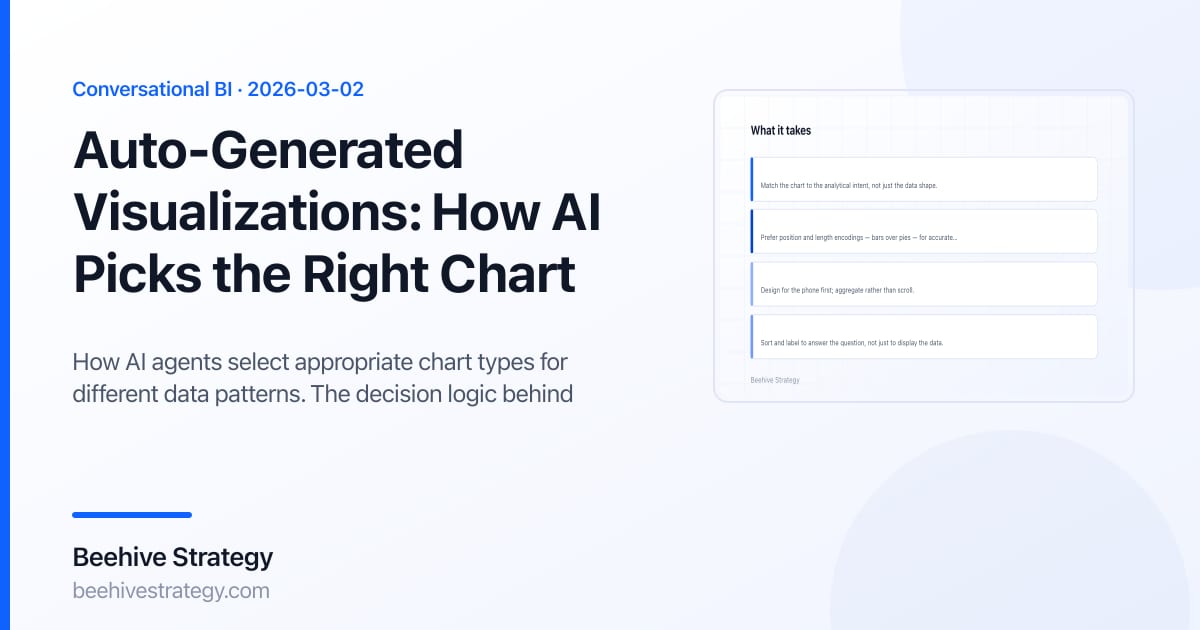 Conversational BI · 2026-03-02
Auto-Generated
Visualizations: How AI
Picks the Right Chart
How AI agents select appropriate chart types for
different data patterns. The decision logic behind
Beehive Strategy
beehivestrategy.com
What it takes
Match the chart to the analytical intent, not just the data shape.
Prefer position and length encodings — bars over pies — for accurate…
Design for the phone first; aggregate rather than scroll.
Sort and label to answer the question, not just to display the data.
Beehive Strategy